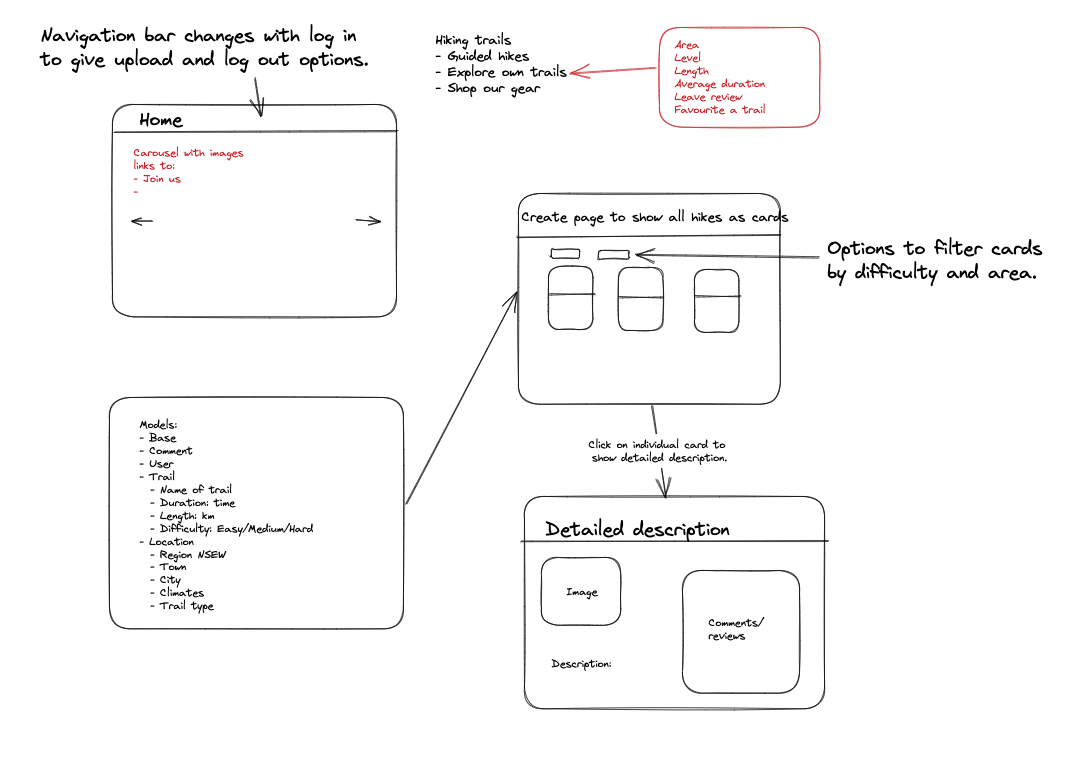 Navigation bar changes with log in
to give upload and log out options.
Home
Carousel with images
links to:
- Join us
-
Hiking trails
- Guided hikes
- Explore own trails
- Shop our gear
Area
Level
Length
Average duration
Leave review
Favourite a trail
Create page to show all hikes as cards
Options to filter cards
by difficulty and area.
Models:
- Base
- Comment
- User
- Trail
- Name of trail
- Duration: time
- Length: km
- Difficulty: Easy/Medium/Hard
- Location
- Region NSEW
- Town
- City
- Climates
- Trail type
Click on individual card to
show detailed description.
Detailed description
Image
Description:
Comments/
reviews